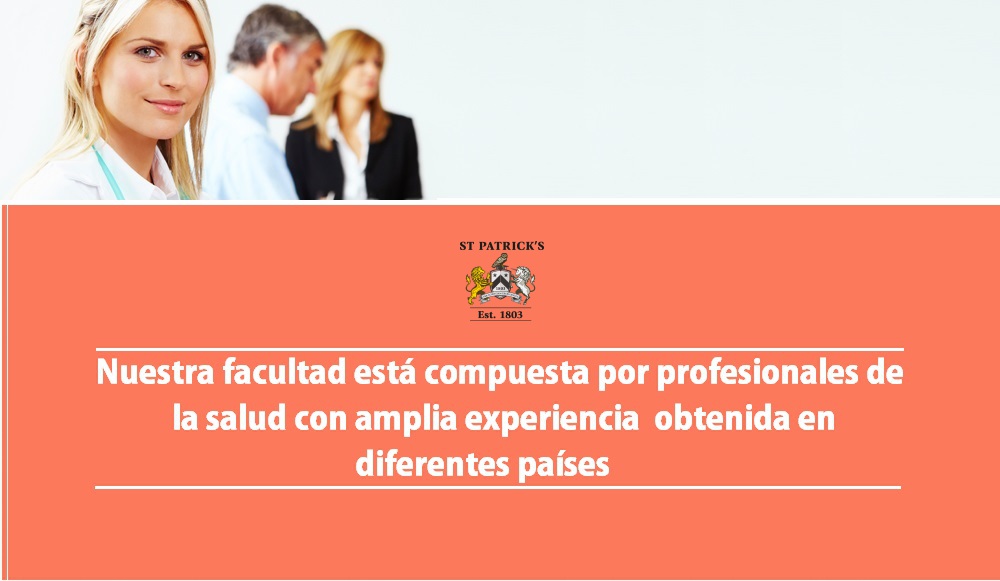 ST PATRICK'S
Est. 1803
Nuestra facultad está compuesta por profesionales de
la salud con amplia experiencia obtenida en
diferentes países